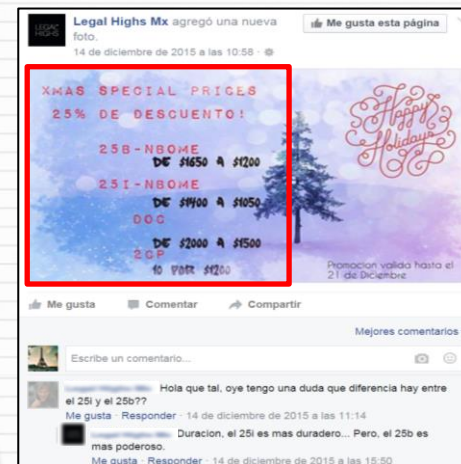 LEGAL HIGHS
Legal Highs Mx agregó una nueva
foto.
14 de diciembre de 2015 a las 10:58 ·
Me gusta esta página
XMAS SPECIAL PRICES
25% DE DESCUENTO!
25B-NBOME
DE $1650 A $1200
25I-NBOME
DE $1400 A $1050
DOC
DE $2000 A $1500
2CP
10 POR $1200
Happy
Holidays
Promocion valida hasta el
21 de Diciembre
Me gusta Comentar Compartir
Mejores comentarios
Escribe un comentario...
Hola que tal, oye tengo una duda que diferencia hay entre
el 25i y el 25b??
Me gusta · Responder · 14 de diciembre de 2015 a las 11:14
Duracion, el 25i es mas duradero... Pero, el 25b es
mas poderoso.
Me gusta · Responder · 14 de diciembre de 2015 a las 15:50